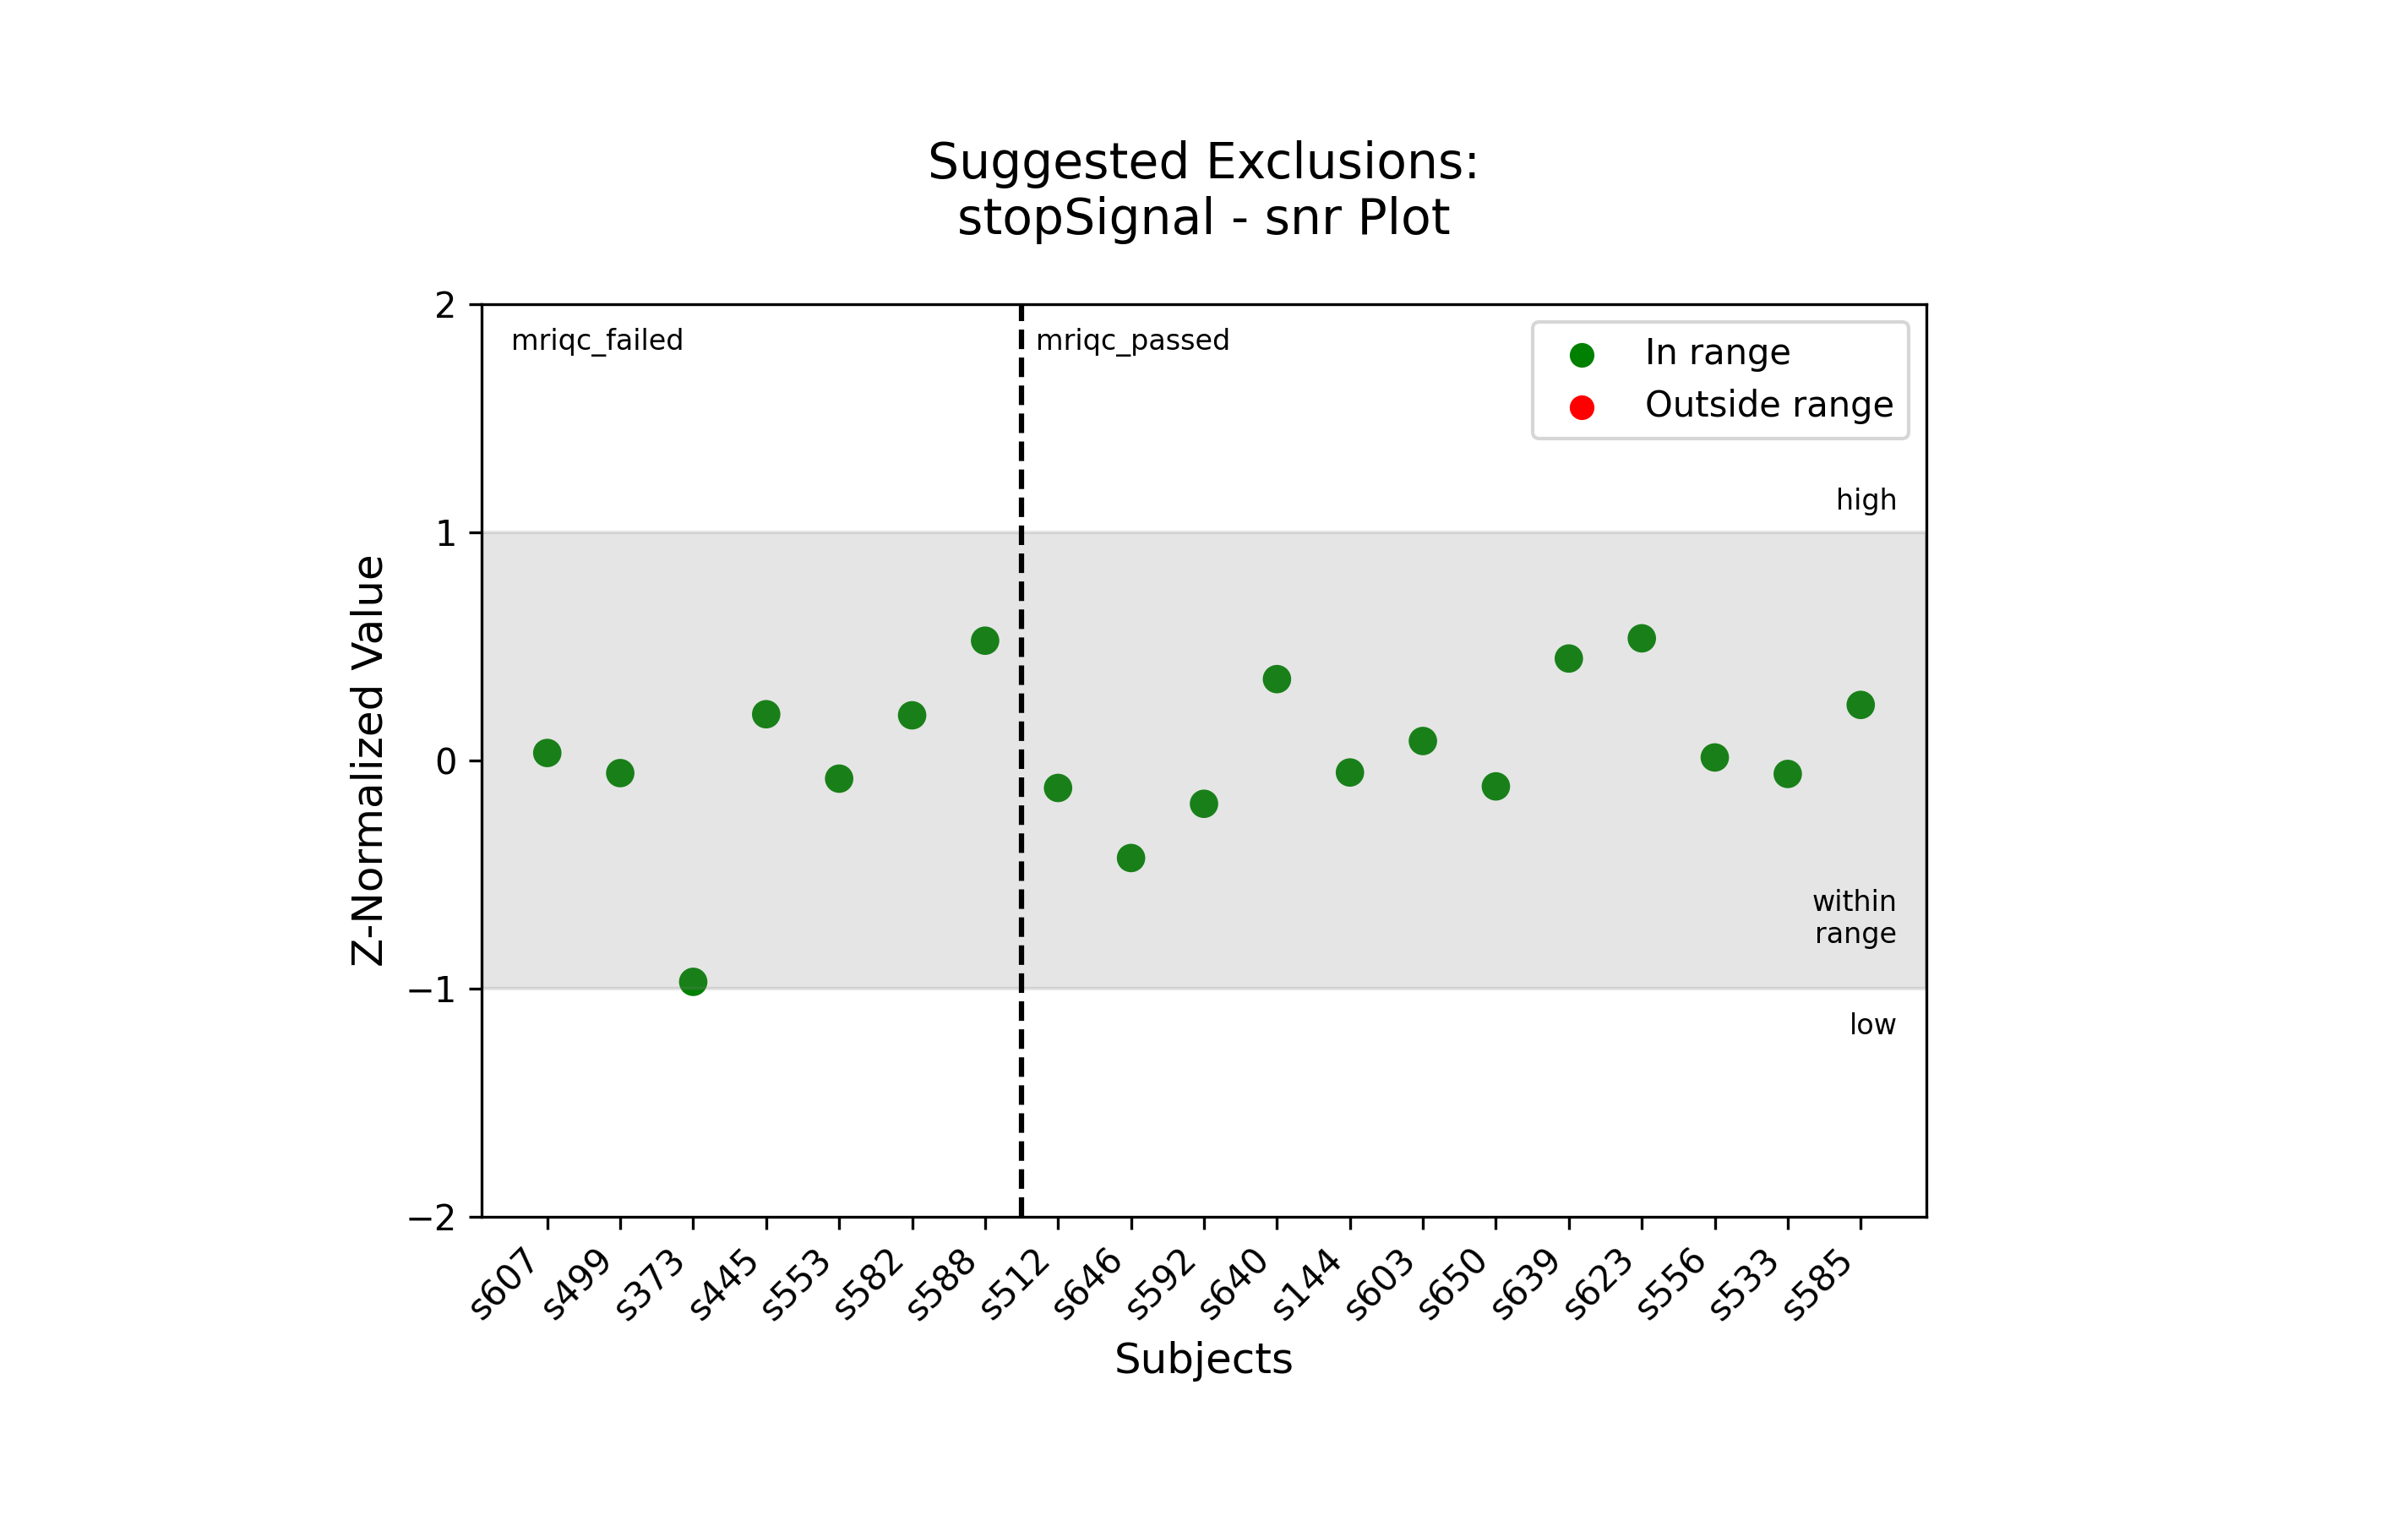 Suggested Exclusions:
stopSignal - snr Plot
2
mriqc_failed
mriqc_passed
In range
Outside range
high
1
Z-Normalized Value
0
within
range
−1
low
−2
s607
s499
s373
s445
s553
s582
s588
s512
s646
s592
s640
s144
s603
s650
s639
s623
s556
s533
s585
Subjects